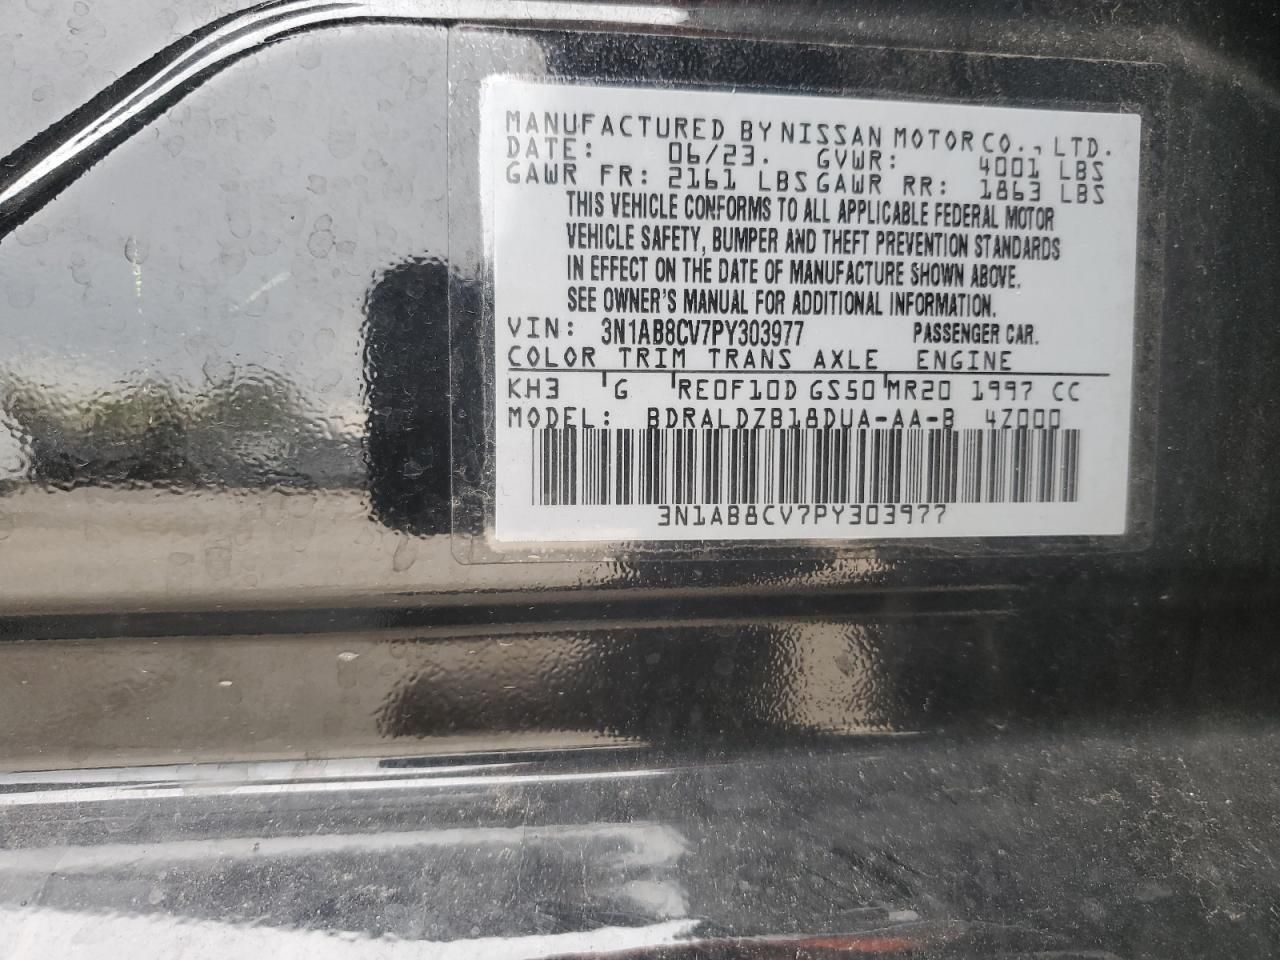 MANUFACTURED BY NISSAN MOTOR CO., LTD.
DATE: 06/23. GVWR: 4001 LBS
GAWR FR: 2161 LBS GAWR RR: 1863 LBS
THIS VEHICLE CONFORMS TO ALL APPLICABLE FEDERAL MOTOR
VEHICLE SAFETY, BUMPER AND THEFT PREVENTION STANDARDS
IN EFFECT ON THE DATE OF MANUFACTURE SHOWN ABOVE.
SEE OWNER'S MANUAL FOR ADDITIONAL INFORMATION.
VIN: 3N1AB8CV7PY303977 PASSENGER CAR.
COLOR TRIM TRANS AXLE ENGINE
KH3 G RE0F10D GS50 MR20 1997 CC
MODEL: BDRALDZB18DUA-AA-B 4Z000
3N1AB8CV7PY303977